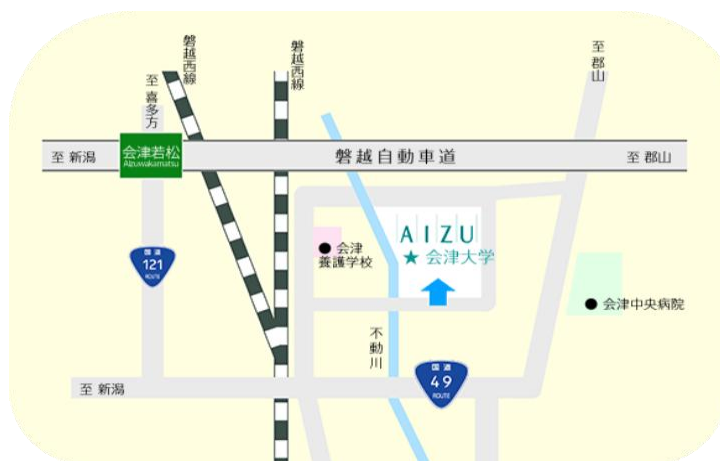 磐越西線
磐越西線
至 郡山
至 喜多方
至 新潟
会津若松
Aizuwakamatsu
磐越自動車道
至 郡山
AIZU
★ 会津大学
会津
養護学校
国道
121
ROUTE
会津中央病院
不動川
国道
49
ROUTE
至 新潟